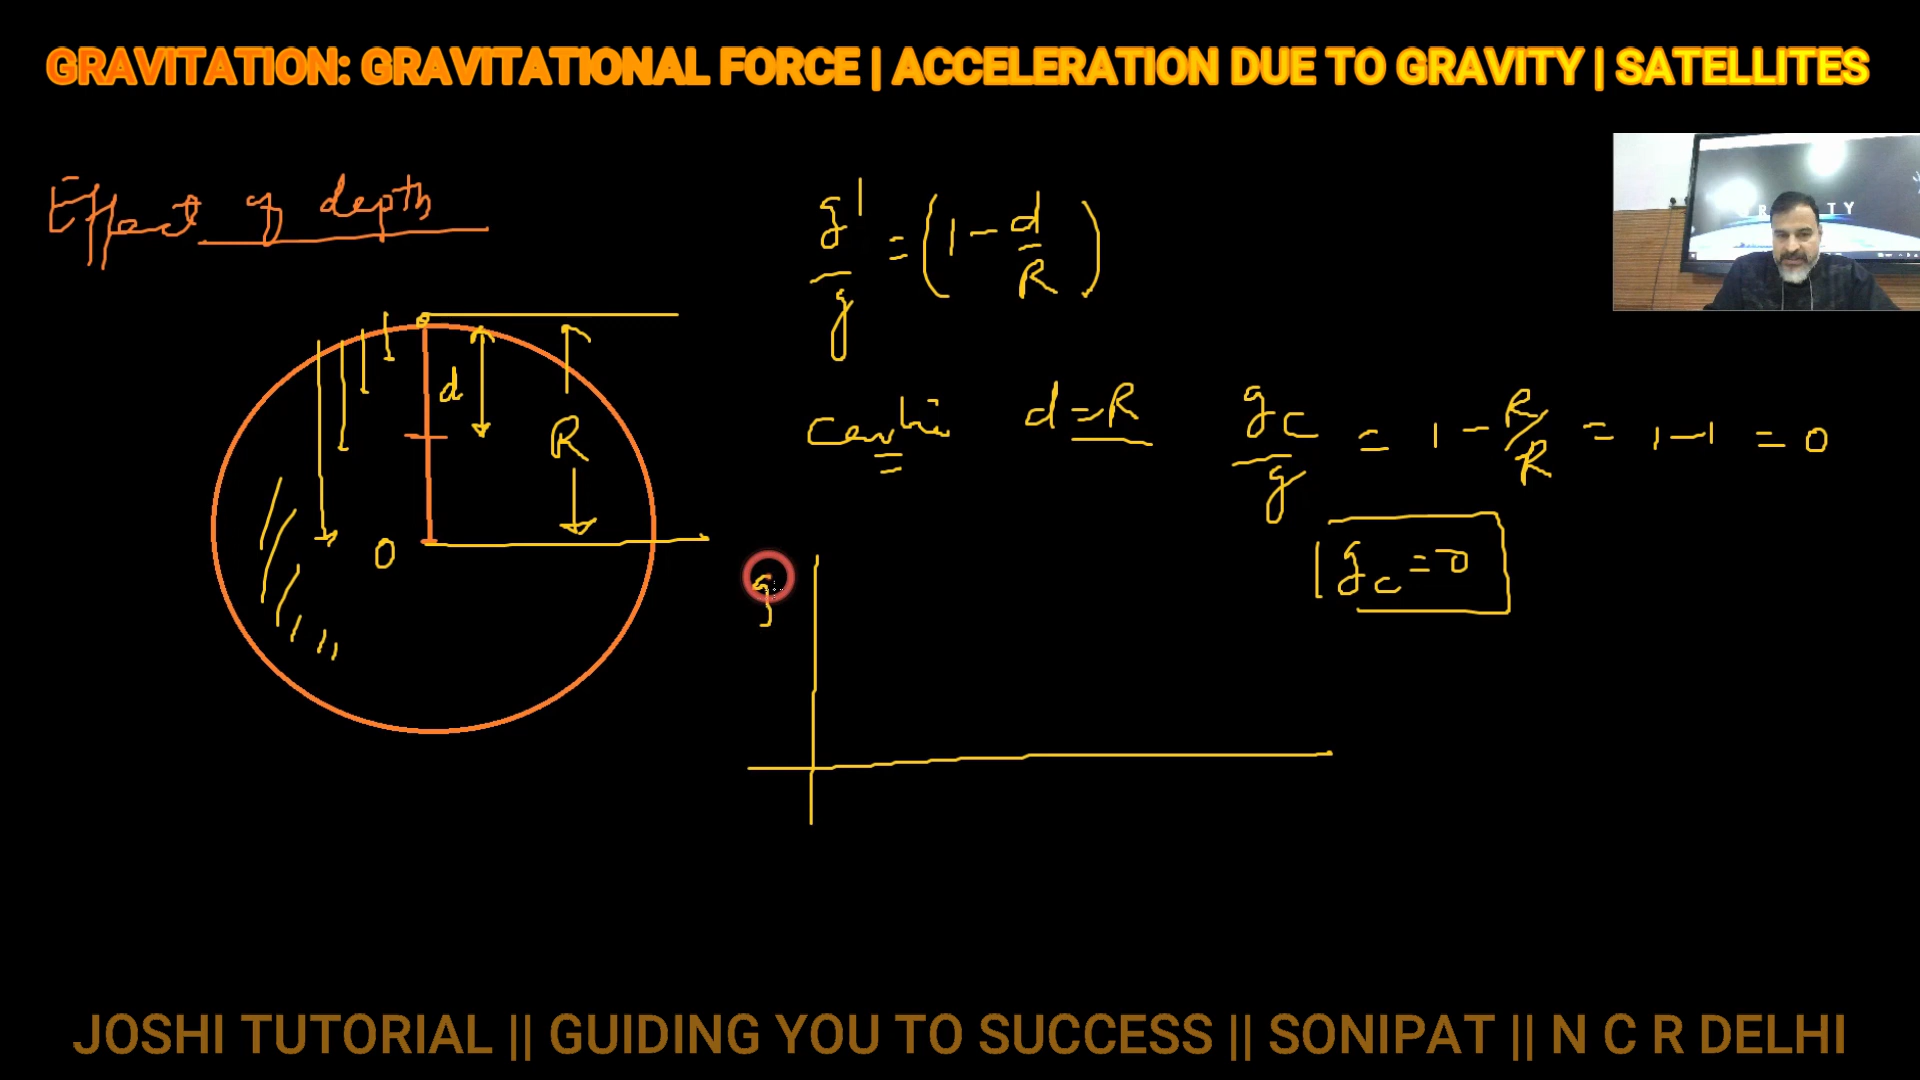 GRAVITATION: GRAVITATIONAL FORCE | ACCELERATION DUE TO GRAVITY | SATELLITES
Effect of depth
g'/g = (1 - d/R)
d
R
O
centre d=R gc/g = 1 - R/R = 1-1 = 0
gc = 0
g
JOSHI TUTORIAL || GUIDING YOU TO SUCCESS || SONIPAT || N C R DELHI